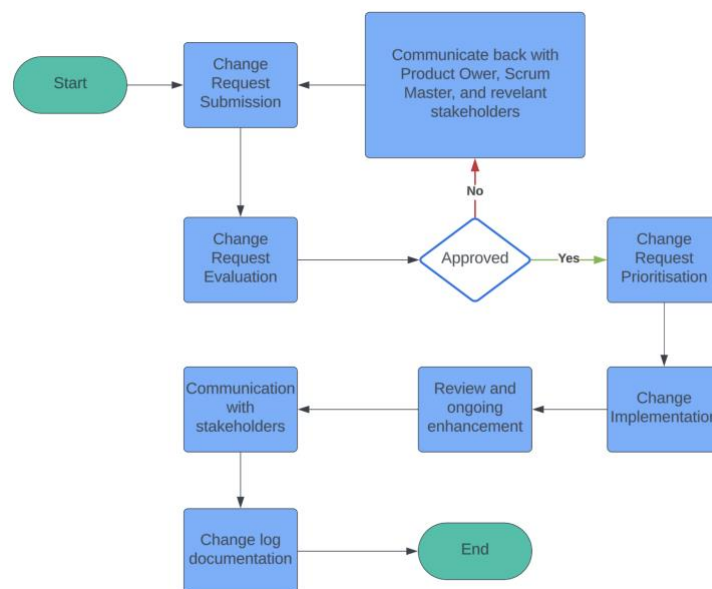 Start
Change
Request
Submission
Communicate back with
Product Ower, Scrum
Master, and revelant
stakeholders
No
Change
Request
Evaluation
Approved
Yes
Change
Request
Prioritisation
Communication
with
stakeholders
Review and
ongoing
enhancement
Change
Implementation
Change log
documentation
End